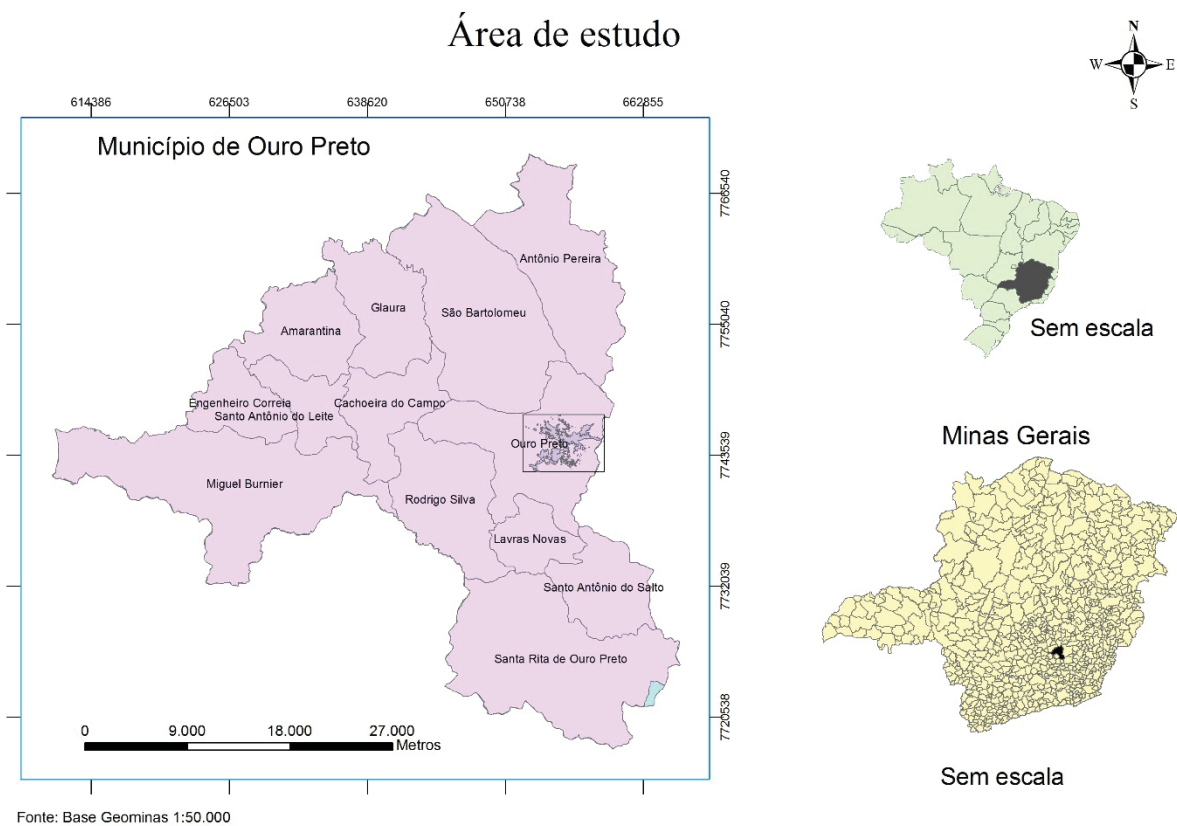 Área de estudo
N
W E
S
614386 626503 638620 650738 662855
Município de Ouro Preto
7766540
Antônio Pereira
Glaura
São Bartolomeu
Amarantina
7755040
Sem escala
Engenheiro Correia
Cachoeira do Campo
Santo Antônio do Leite
Ouro Preto
Minas Gerais
7743539
Miguel Burnier
Rodrigo Silva
Lavras Novas
Santo Antônio do Salto
7732039
Santa Rita de Ouro Preto
7720538
0 9.000 18.000 27.000
Metros
Sem escala
Fonte: Base Geominas 1:50.000